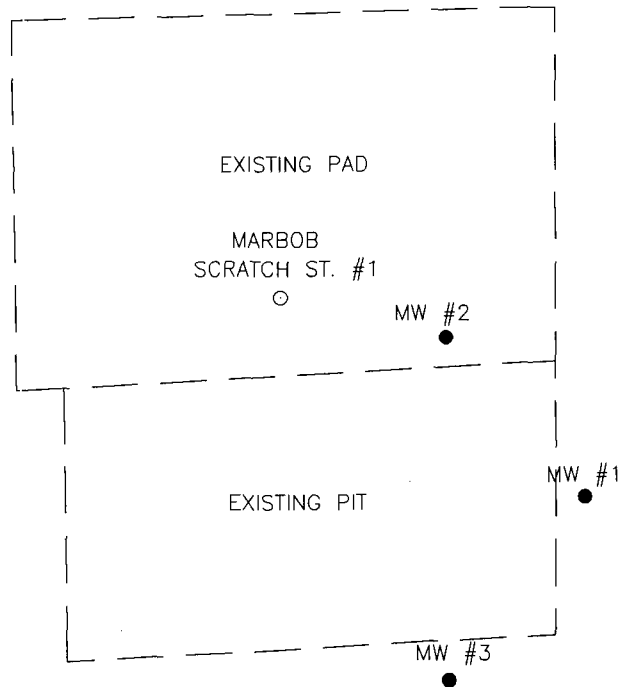 EXISTING PAD
MARBOB
SCRATCH ST. #1
MW #2
MW #1
EXISTING PIT
MW #3